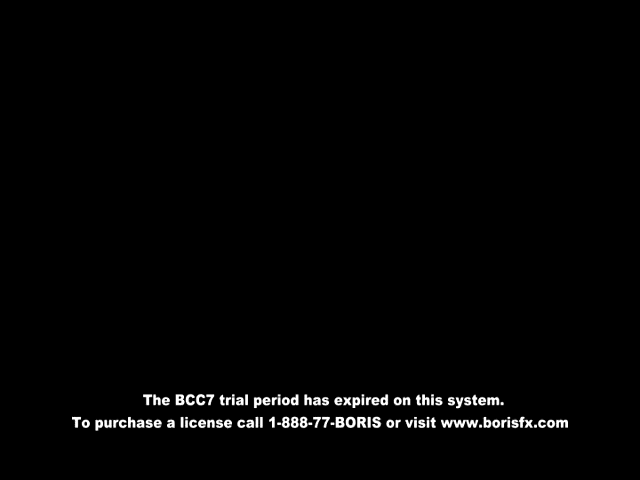 The BCC7 trial period has expired on this system.
To purchase a license call 1-888-77-BORIS or visit www.borisfx.com